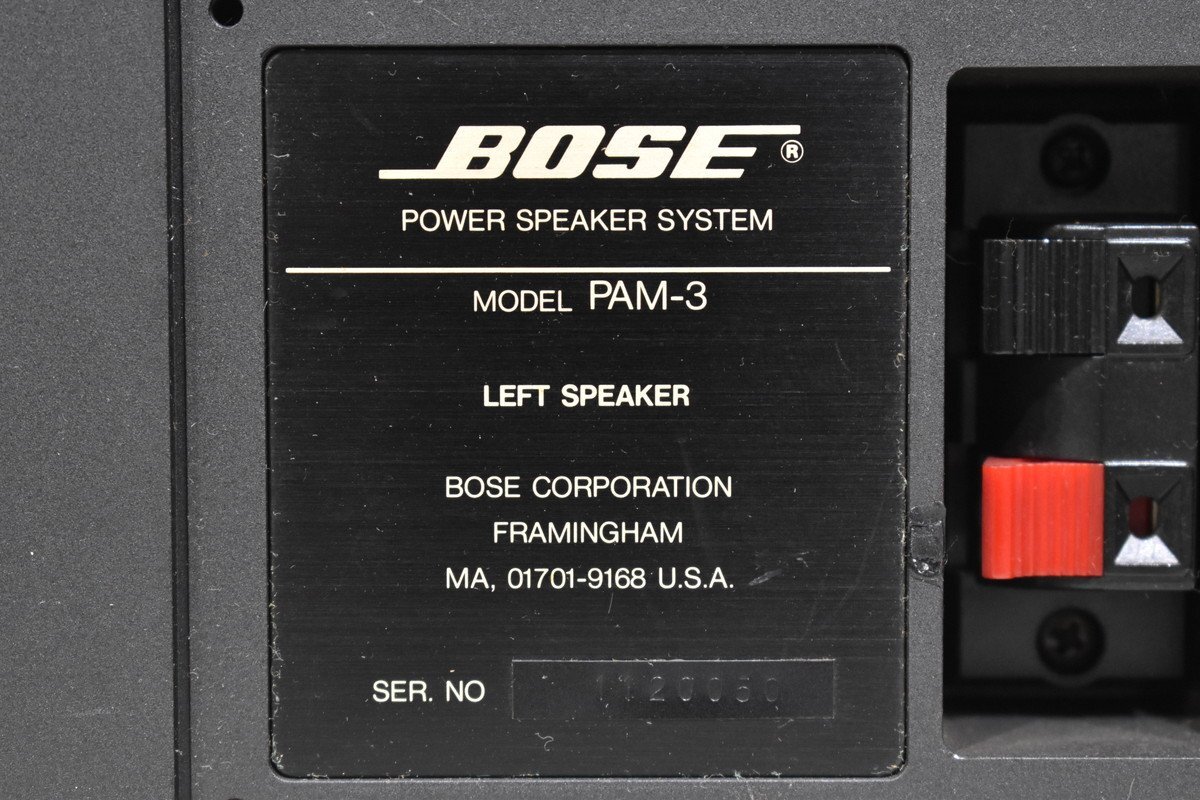 BOSE®
POWER SPEAKER SYSTEM
MODEL PAM-3
LEFT SPEAKER
BOSE CORPORATION
FRAMINGHAM
MA, 01701-9168 U.S.A.
SER. NO